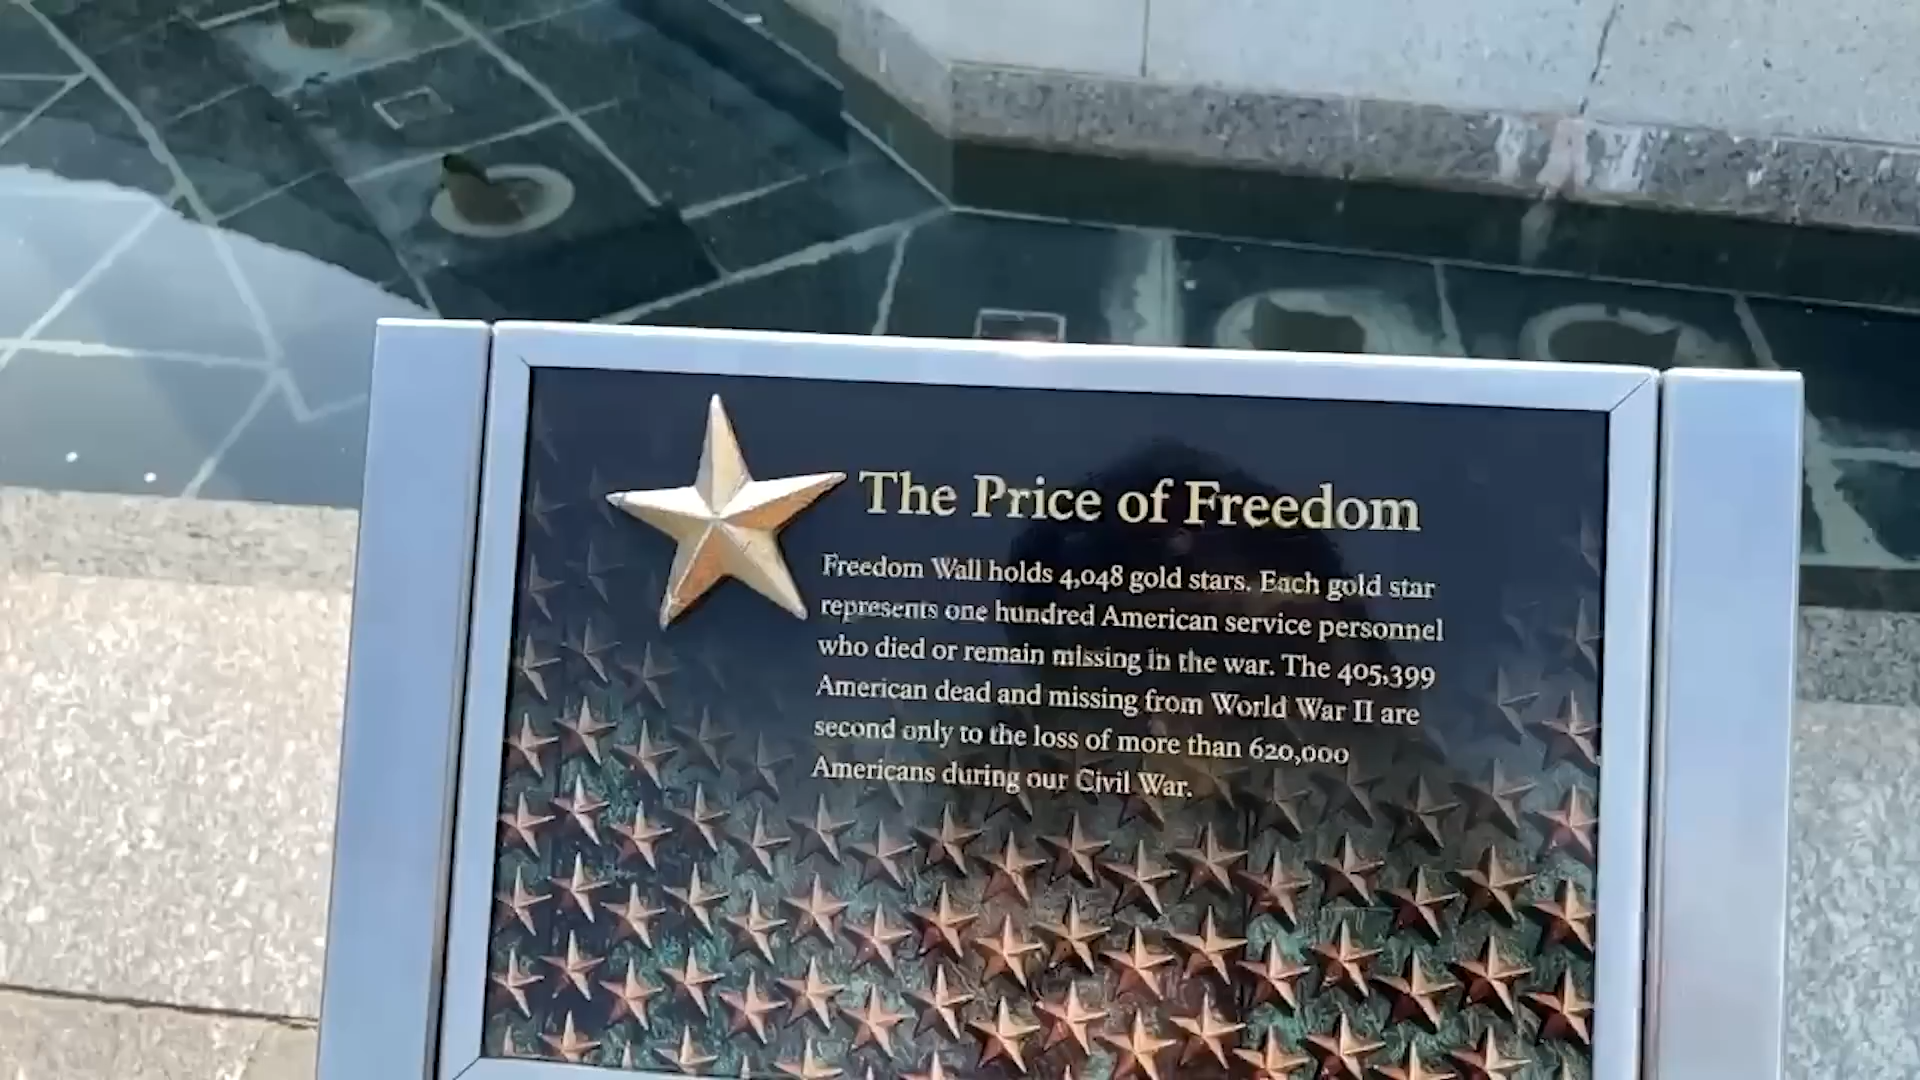 The Price of Freedom
Freedom Wall holds 4,048 gold stars. Each gold star
represents one hundred American service personnel
who died or remain missing in the war. The 405,399
American dead and missing from World War II are
second only to the loss of more than 620,000
Americans during our Civil War.